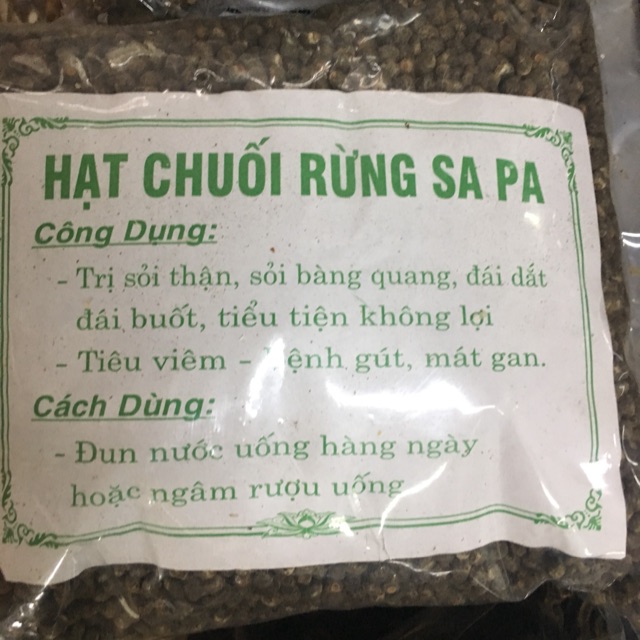 HẠT CHUỐI RỪNG SA PA
Công Dụng:
- Trị sỏi thận, sỏi bàng quang, đái dắt
đái buốt, tiểu tiện không lợi
- Tiêu viêm - gút, mát gan.
Cách Dùng:
- Đun nước uống hàng ngày
hoặc ngâm rượu uống